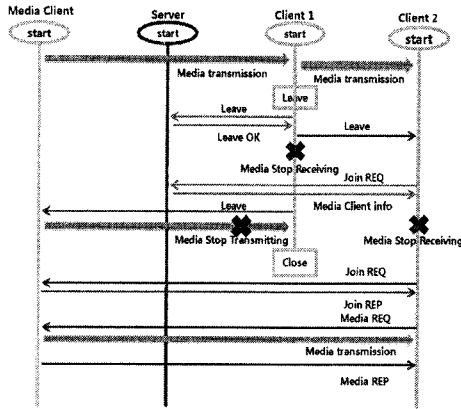 Media Client
Server
Client 1
Client 2
start
start
start
start
Media transmission
Media transmission
Leave
Leave
Leave OK
Leave
Media Stop Receiving
Join REQ
Media Client info
Leave
Media Stop Transmitting
Media Stop Receiving
Close
Join REQ
Join REP
Media REQ
Media transmission
Media REP